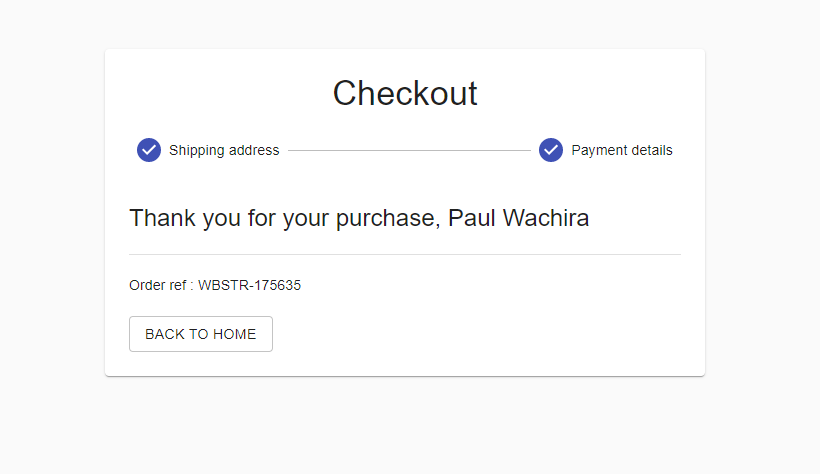 Checkout
Shipping address
Payment details
Thank you for your purchase, Paul Wachira
Order ref : WBSTR-175635
BACK TO HOME